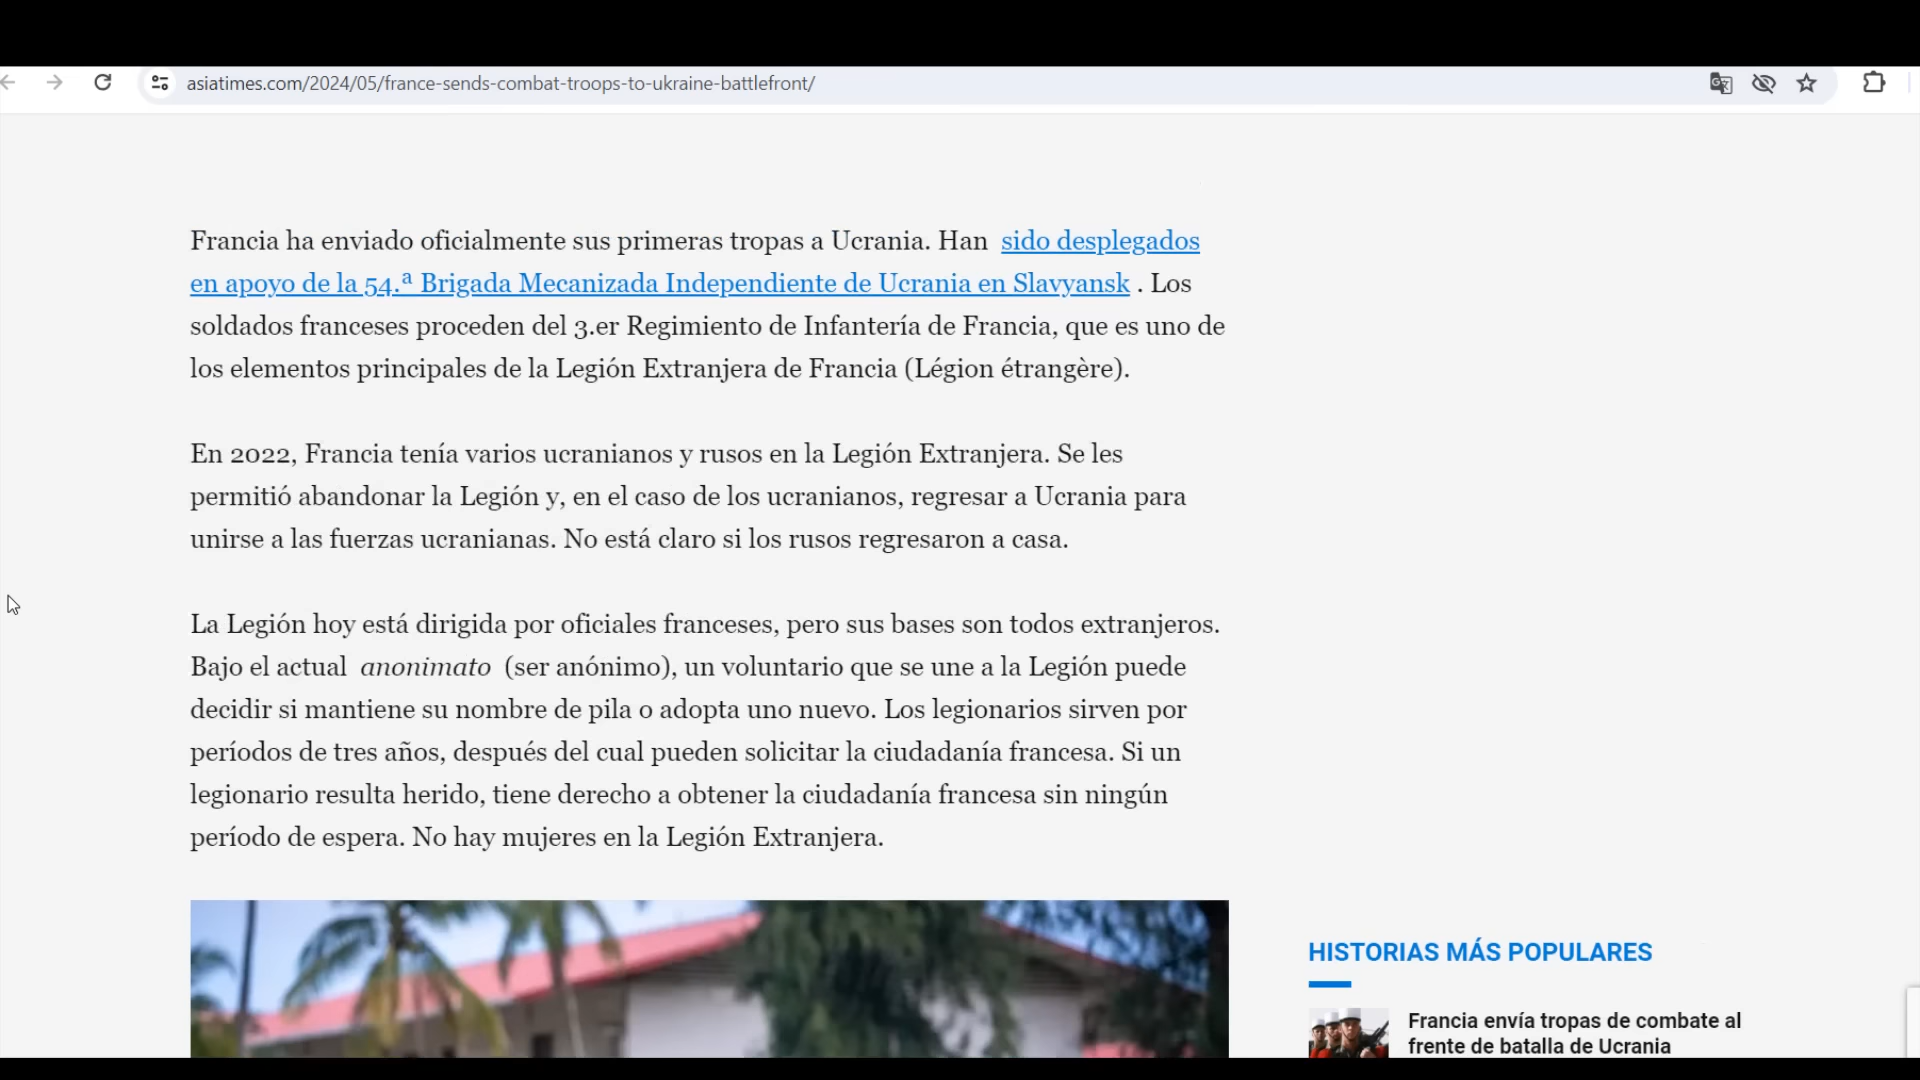 asiatimes.com/2024/05/france-sends-combat-troops-to-ukraine-battlefront/
Francia ha enviado oficialmente sus primeras tropas a Ucrania. Han sido desplegados
en apoyo de la 54.ª Brigada Mecanizada Independiente de Ucrania en Slavyansk . Los
soldados franceses proceden del 3.er Regimiento de Infantería de Francia, que es uno de
los elementos principales de la Legión Extranjera de Francia (Légion étrangère).
En 2022, Francia tenía varios ucranianos y rusos en la Legión Extranjera. Se les
permitió abandonar la Legión y, en el caso de los ucranianos, regresar a Ucrania para
unirse a las fuerzas ucranianas. No está claro si los rusos regresaron a casa.
La Legión hoy está dirigida por oficiales franceses, pero sus bases son todos extranjeros.
Bajo el actual anonimato (ser anónimo), un voluntario que se une a la Legión puede
decidir si mantiene su nombre de pila o adopta uno nuevo. Los legionarios sirven por
períodos de tres años, después del cual pueden solicitar la ciudadanía francesa. Si un
legionario resulta herido, tiene derecho a obtener la ciudadanía francesa sin ningún
período de espera. No hay mujeres en la Legión Extranjera.
HISTORIAS MÁS POPULARES
Francia envía tropas de combate al
frente de batalla de Ucrania